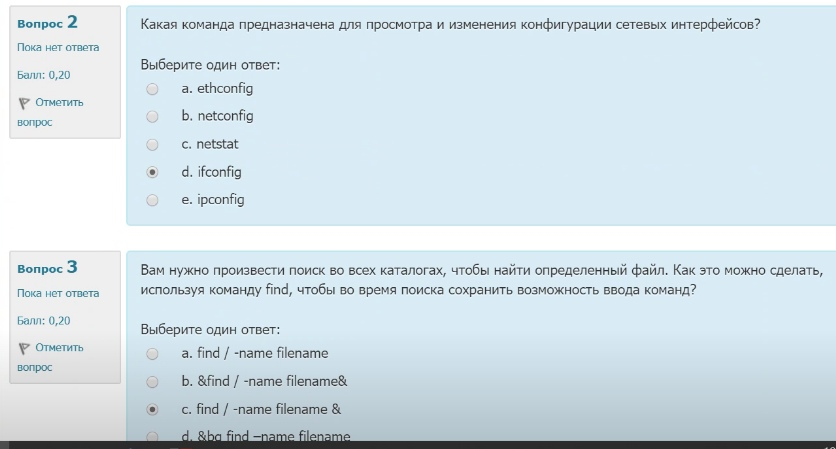 Вопрос 2
Пока нет ответа
Балл: 0,20
Отметить
вопрос
Какая команда предназначена для просмотра и изменения конфигурации сетевых интерфейсов?
Выберите один ответ:
a. ethconfig
b. netconfig
c. netstat
d. ifconfig
e. ipconfig
Вопрос 3
Пока нет ответа
Балл: 0,20
Отметить
вопрос
Вам нужно произвести поиск во всех каталогах, чтобы найти определенный файл. Как это можно сделать,
используя команду find, чтобы во время поиска сохранить возможность ввода команд?
Выберите один ответ:
a. find / -name filename
b. &find / -name filename&
c. find / -name filename &
d. &bg find –name filename